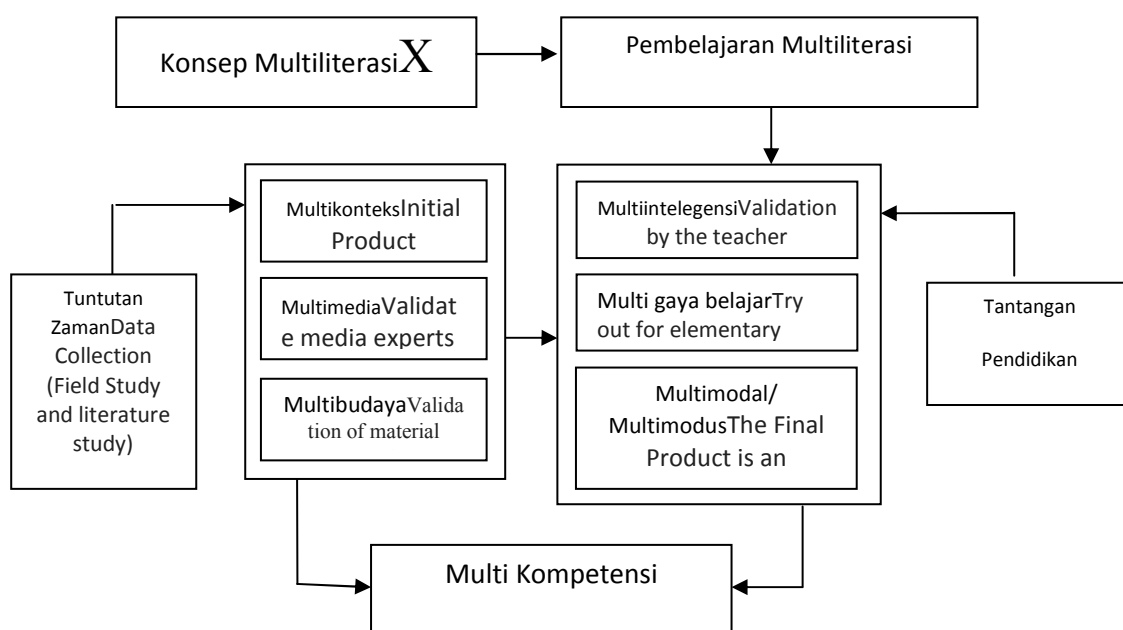 Konsep MultiliterasiX
Pembelajaran Multiliterasi
MultikonteksInitial
Product
MultimediaValidat
e media experts
MultibudayaValida
tion of material
MultiintelegensiValidation
by the teacher
Multi gaya belajarTry
out for elementary
Multimodal/
MultimodusThe Final
Product is an
Tuntutan
ZamanData
Collection
(Field Study
and literature
study)
Tantangan
Pendidikan
Multi Kompetensi